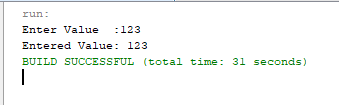 run:
Enter Value  :123
Entered Value: 123
BUILD SUCCESSFUL (total time: 31 seconds)